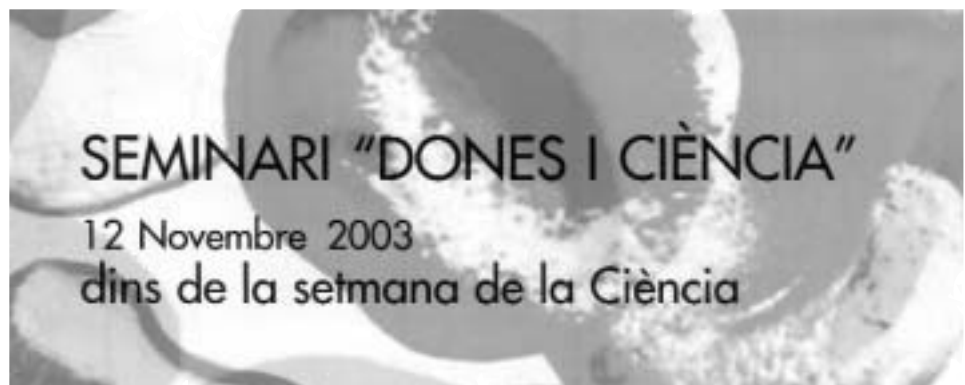 SEMINARI “DONES I CIÈNCIA”
12 Novembre 2003
dins de la setmana de la Ciència